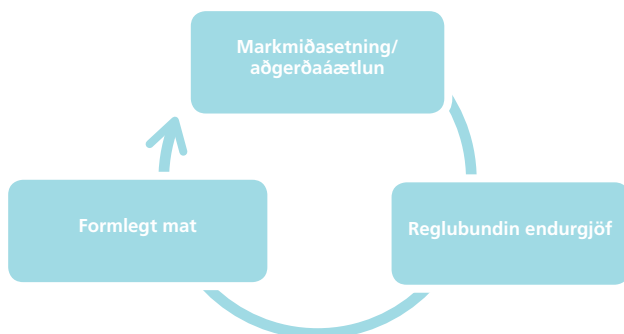 Markmiðasetning/
aðgerðaáætlun
Formlegt mat
Reglubundin endurgjöf